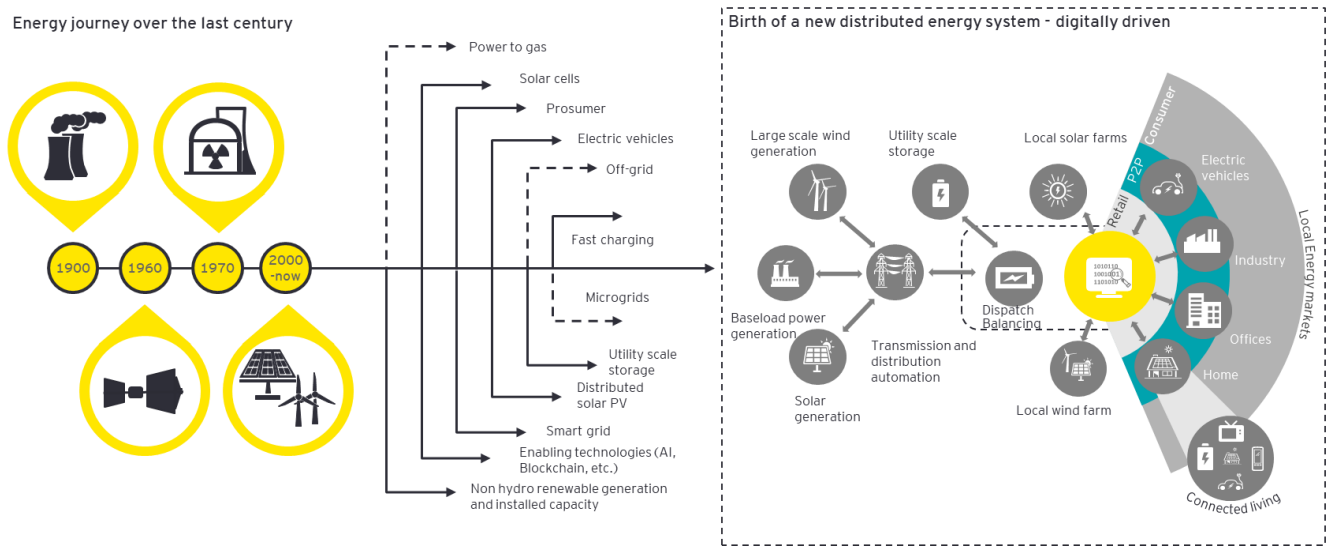 Energy journey over the last century
1900
1960
1970
2000
-now
Power to gas
Solar cells
Prosumer
Electric vehicles
Off-grid
Fast charging
Microgrids
Utility scale
storage
Distributed
solar PV
Smart grid
Enabling technologies (AI,
Blockchain, etc.)
Non hydro renewable generation
and installed capacity
Birth of a new distributed energy system - digitally driven
Large scale wind
generation
Utility scale
storage
Local solar farms
Baseload power
generation
Solar
generation
Transmission and
distribution
automation
Dispatch
Balancing
1010110
1001001
1101010
Local wind farm
Retail
P2P
Consumer
Electric
vehicles
Industry
Offices
Home
Local Energy markets
Connected living